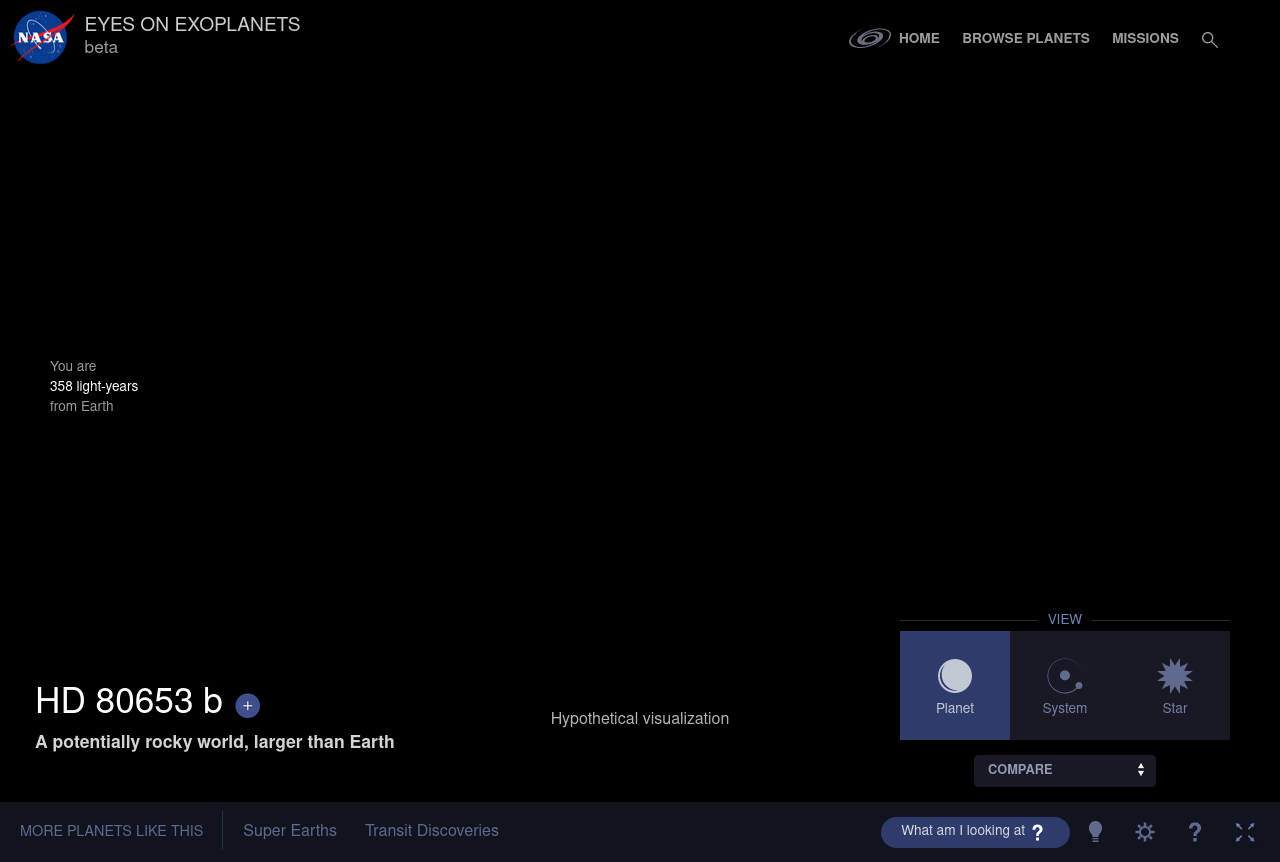 NASA
EYES ON EXOPLANETS
beta
HOME
BROWSE PLANETS
MISSIONS
You are
358 light-years
from Earth
VIEW
Planet
System
Star
HD 80653 b +
A potentially rocky world, larger than Earth
Hypothetical visualization
COMPARE
MORE PLANETS LIKE THIS
Super Earths
Transit Discoveries
What am I looking at ?
?